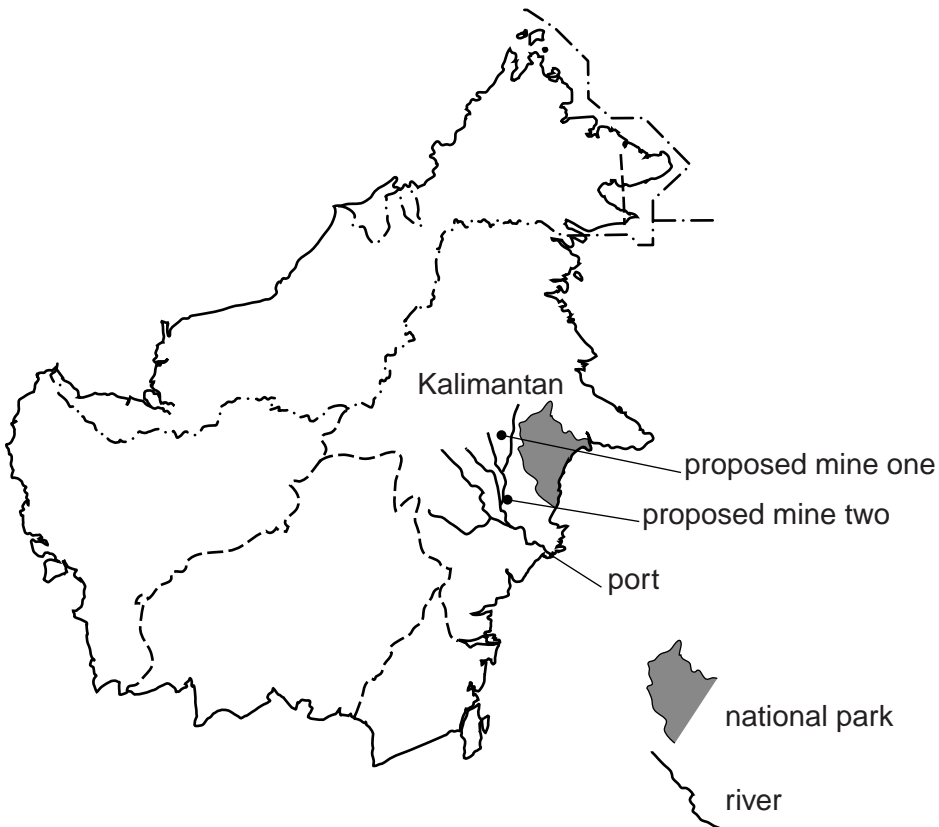 Kalimantan
proposed mine one
proposed mine two
port
national park
river